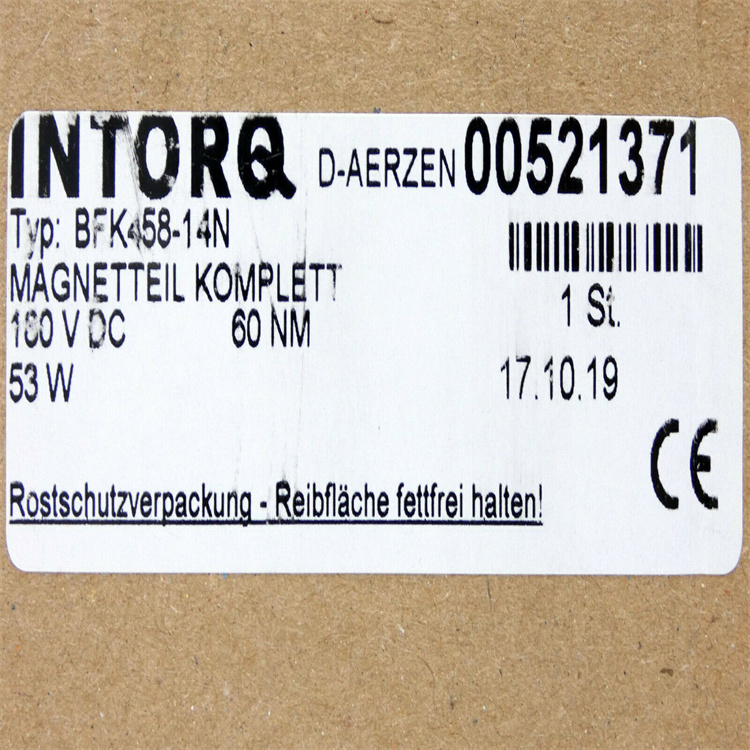 INTORQ D-AERZEN 00521371
Typ: BFK458-14N
MAGNETTEIL KOMPLETT
1 St.
180 V DC 60 NM
53 W 17.10.19
CE
Rostschutzverpackung - Reibfläche fettfrei halten!